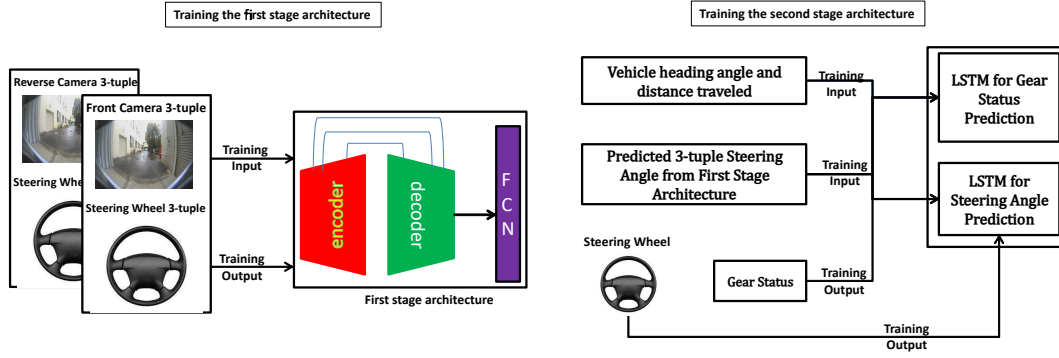 Training the first stage architecture
Reverse Camera 3-tuple
Front Camera 3-tuple
Steering Whe
Steering Wheel 3-tuple
Training
Input
Training
Output
encoder
decoder
F
C
N
First stage architecture
Training the second stage architecture
Vehicle heading angle and
distance traveled
Training
Input
Predicted 3-tuple Steering
Angle from First Stage
Architecture
Training
Input
Steering Wheel
Gear Status
Training
Output
Training
Output
LSTM for Gear
Status
Prediction
LSTM for
Steering Angle
Prediction